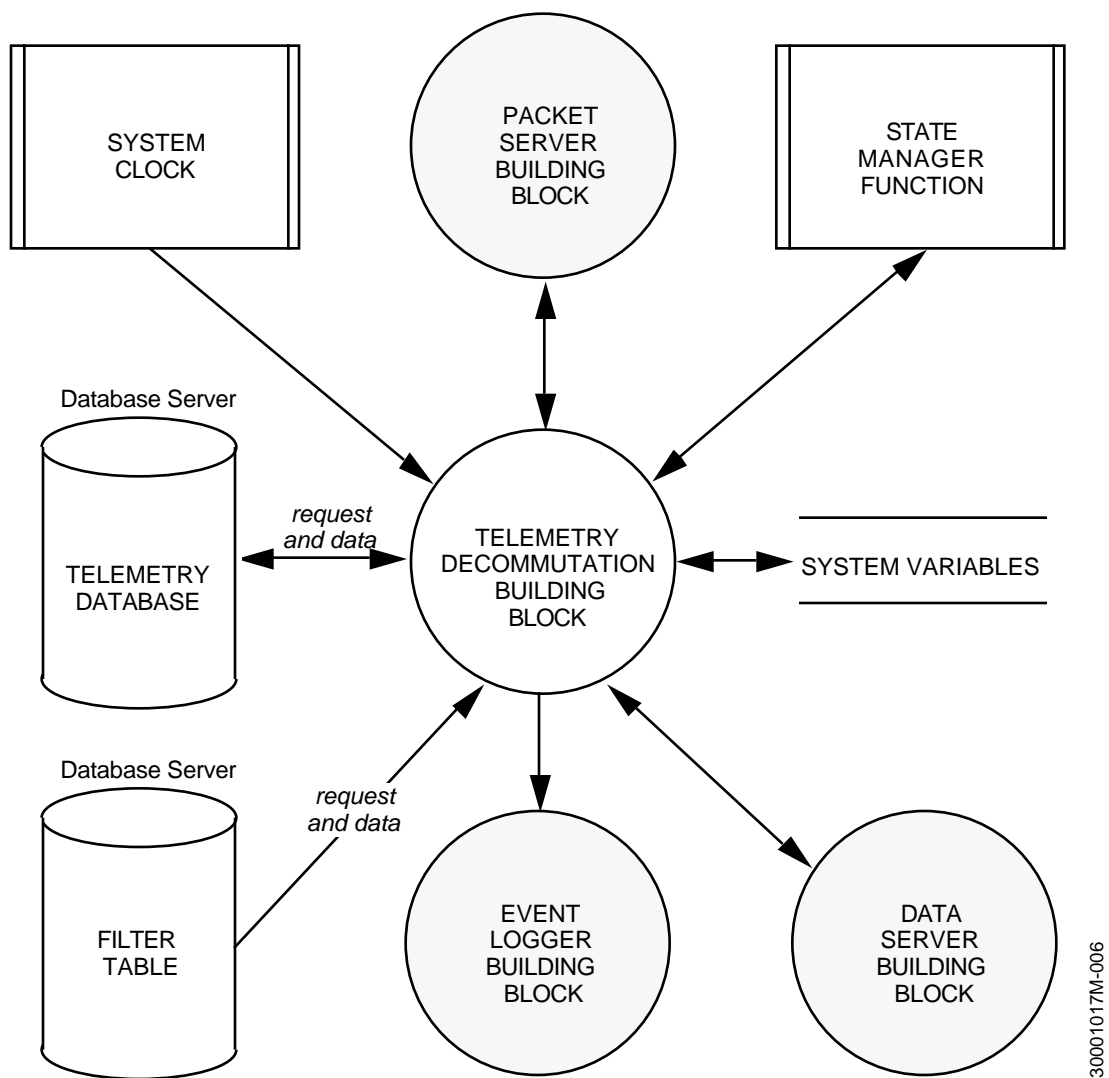 SYSTEM
CLOCK
PACKET
SERVER
BUILDING
BLOCK
STATE
MANAGER
FUNCTION
Database Server
TELEMETRY
DATABASE
request
and data
TELEMETRY
DECOMMUTATION
BUILDING
BLOCK
SYSTEM VARIABLES
Database Server
FILTER
TABLE
request
and data
EVENT
LOGGER
BUILDING
BLOCK
DATA
SERVER
BUILDING
BLOCK
30001017M-006